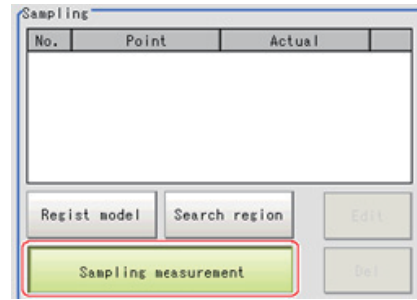 Sampling
No. Point Actual
Regist model Search region Edit
Sampling measurement Del